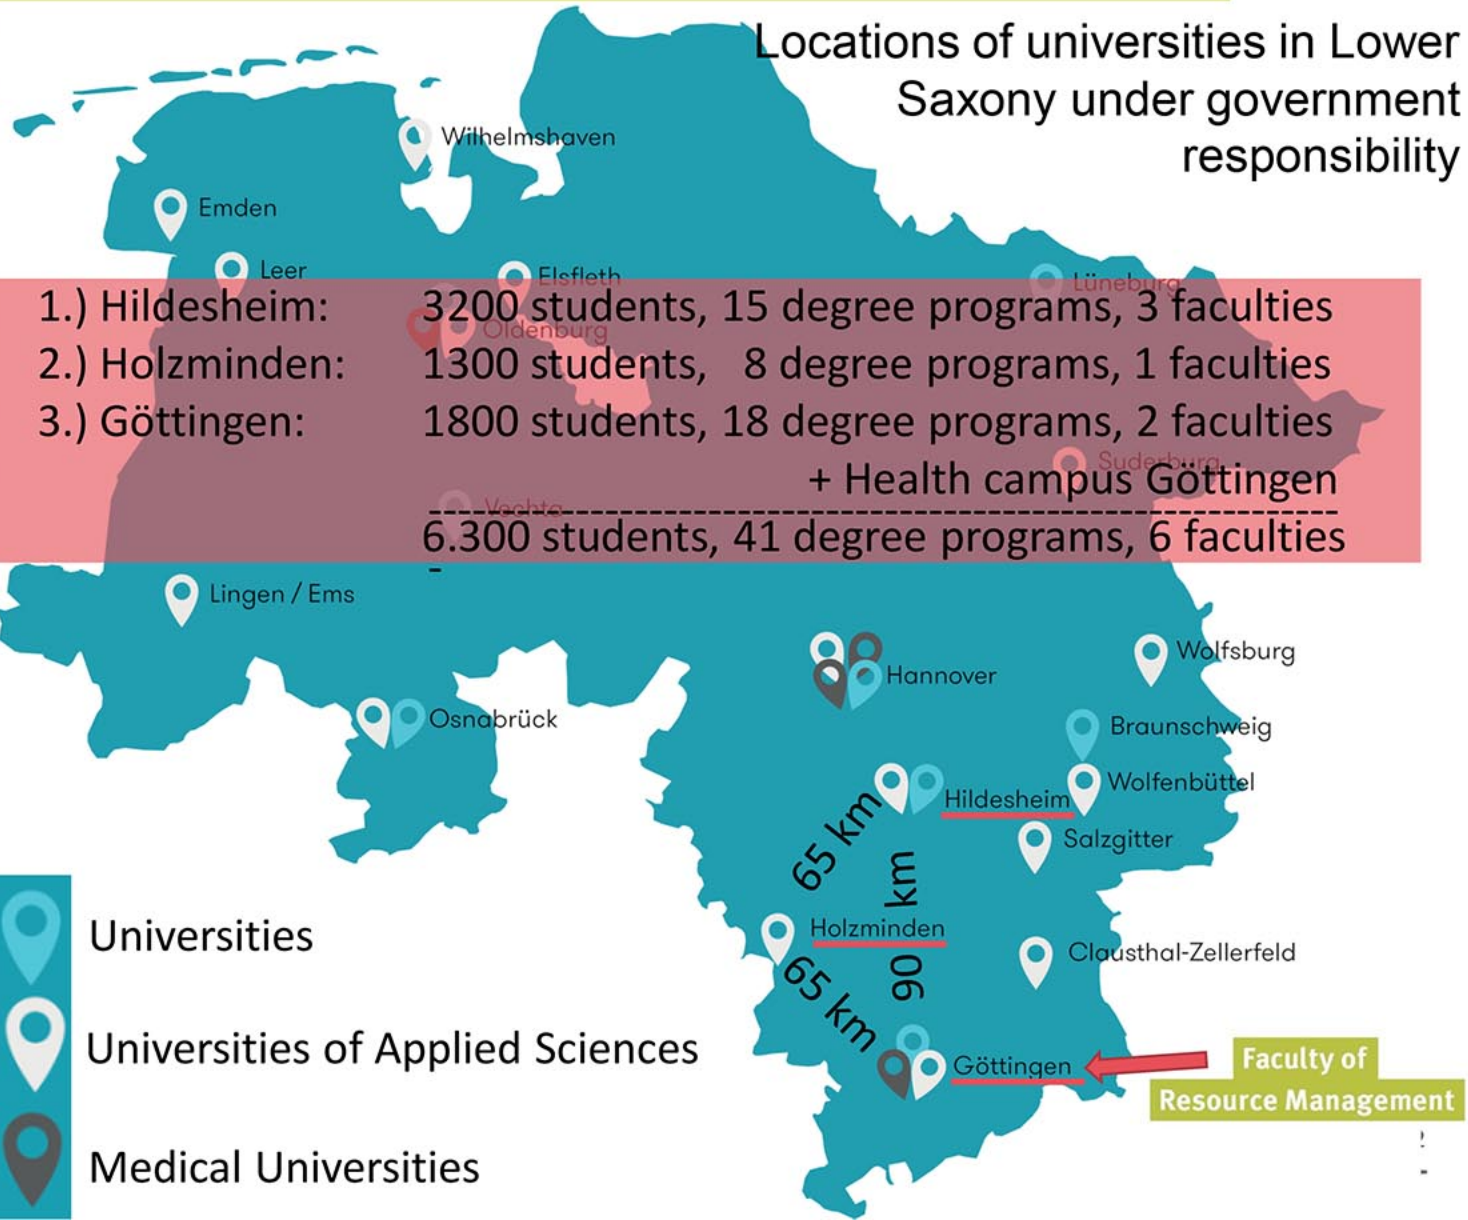 Locations of universities in Lower
Saxony under government
responsibility
Wilhelmshaven
Emden
Leer
Elsfleth
Lüneburg
1.) Hildesheim: 3200 students, 15 degree programs, 3 faculties
Oldenburg
2.) Holzminden: 1300 students, 8 degree programs, 1 faculties
3.) Göttingen: 1800 students, 18 degree programs, 2 faculties
Suderburg
+ Health campus Göttingen
Vechta
6.300 students, 41 degree programs, 6 faculties
-
Lingen / Ems
Hannover
Wolfsburg
Osnabrück
Braunschweig
Hildesheim
Wolfenbüttel
65 km
Salzgitter
90 km
Holzminden
Clausthal-Zellerfeld
65 km
Göttingen
Faculty of
Resource Management
Universities
Universities of Applied Sciences
Medical Universities